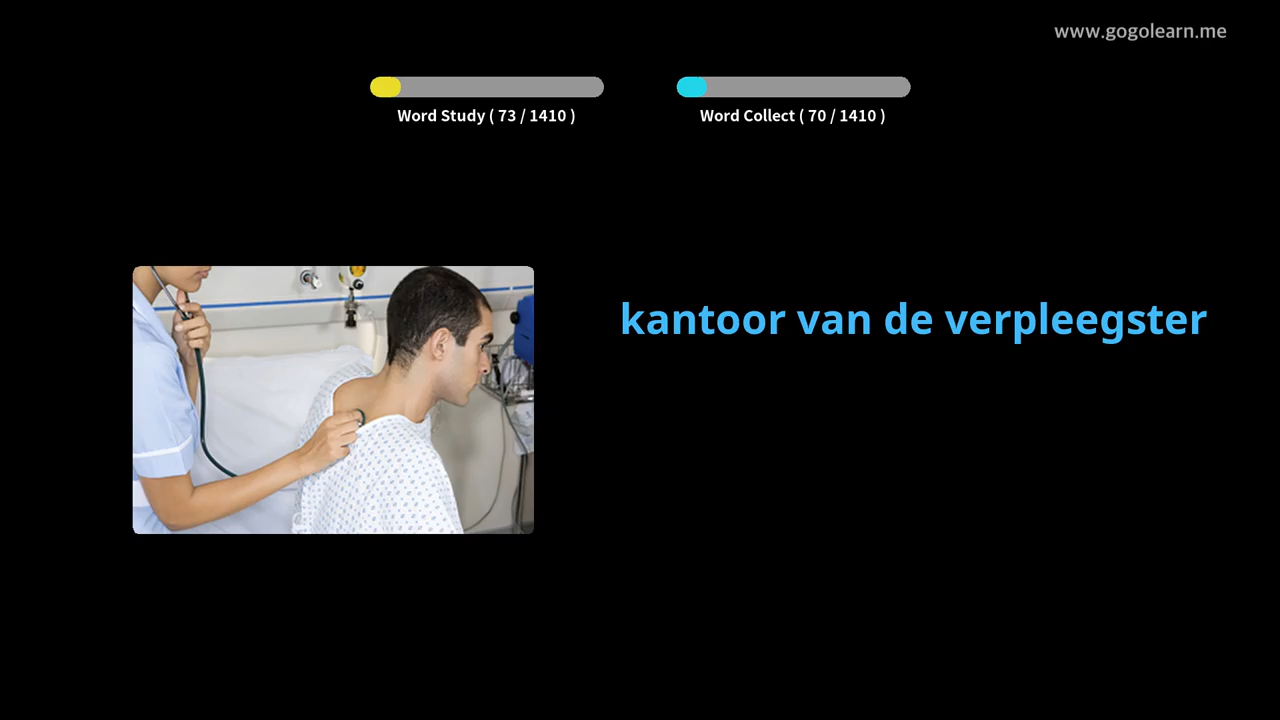 www.gogolearn.me
Word Study ( 73 / 1410 )
Word Collect ( 70 / 1410 )
kantoor van de verpleegster